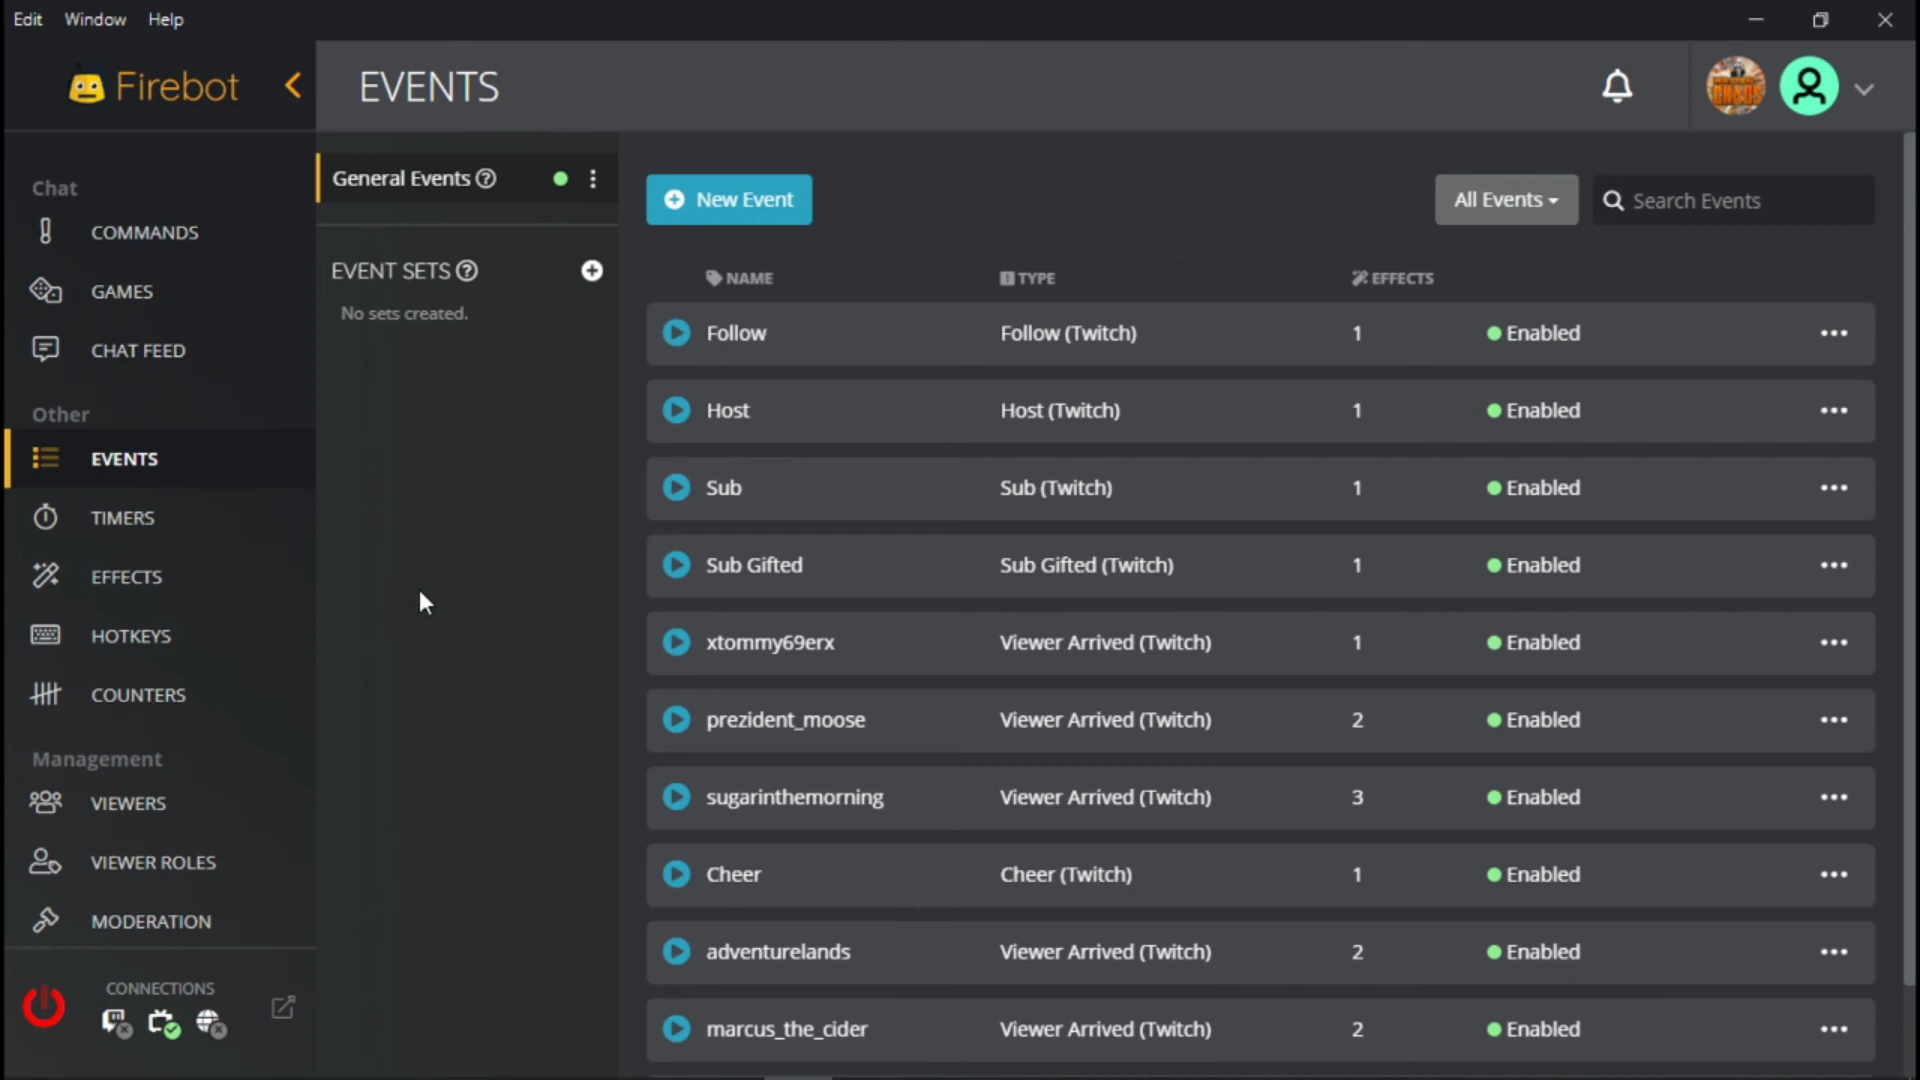 Edit Window Help
Firebot
EVENTS
CHAOS
Chat
COMMANDS
GAMES
CHAT FEED
Other
EVENTS
TIMERS
EFFECTS
HOTKEYS
COUNTERS
Management
VIEWERS
VIEWER ROLES
MODERATION
CONNECTIONS
General Events
EVENT SETS
No sets created.
New Event
All Events
Search Events
NAME TYPE EFFECTS
Follow Follow (Twitch) 1 Enabled
Host Host (Twitch) 1 Enabled
Sub Sub (Twitch) 1 Enabled
Sub Gifted Sub Gifted (Twitch) 1 Enabled
xtommy69erx Viewer Arrived (Twitch) 1 Enabled
prezident_moose Viewer Arrived (Twitch) 2 Enabled
sugarinthemorning Viewer Arrived (Twitch) 3 Enabled
Cheer Cheer (Twitch) 1 Enabled
adventurelands Viewer Arrived (Twitch) 2 Enabled
marcus_the_cider Viewer Arrived (Twitch) 2 Enabled